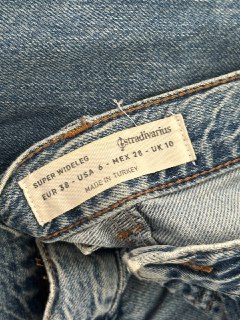 stradivarius
SUPER WIDELEG
EUR 38 - USA 6 - MEX 28 - UK 10
MADE IN TURKEY